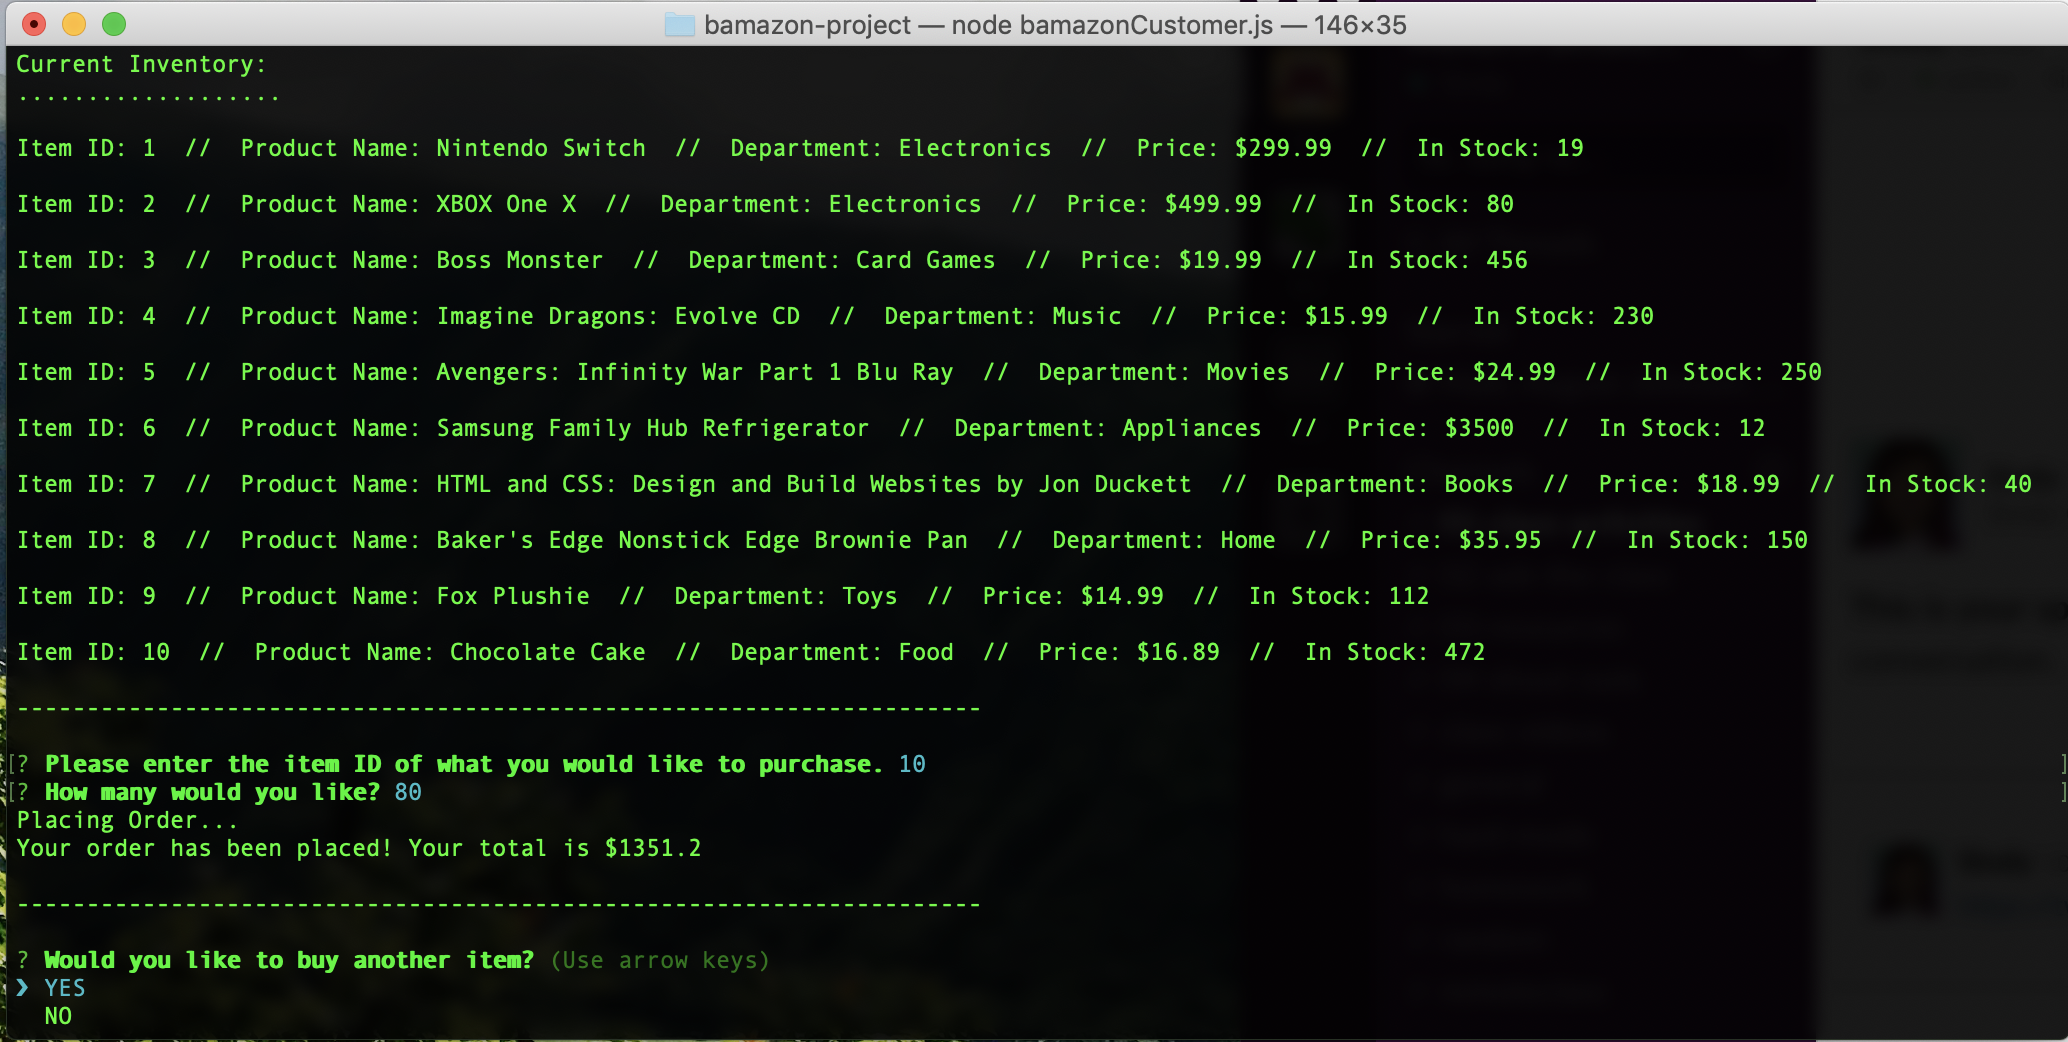 bamazon-project — node bamazonCustomer.js — 146×35
Current Inventory:
...................
Item ID: 1  //  Product Name: Nintendo Switch  //  Department: Electronics  //  Price: $299.99  //  In Stock: 19
Item ID: 2  //  Product Name: XBOX One X  //  Department: Electronics  //  Price: $499.99  //  In Stock: 80
Item ID: 3  //  Product Name: Boss Monster  //  Department: Card Games  //  Price: $19.99  //  In Stock: 456
Item ID: 4  //  Product Name: Imagine Dragons: Evolve CD  //  Department: Music  //  Price: $15.99  //  In Stock: 230
Item ID: 5  //  Product Name: Avengers: Infinity War Part 1 Blu Ray  //  Department: Movies  //  Price: $24.99  //  In Stock: 250
Item ID: 6  //  Product Name: Samsung Family Hub Refrigerator  //  Department: Appliances  //  Price: $3500  //  In Stock: 12
Item ID: 7  //  Product Name: HTML and CSS: Design and Build Websites by Jon Duckett  //  Department: Books  //  Price: $18.99  //  In Stock: 40
Item ID: 8  //  Product Name: Baker's Edge Nonstick Edge Brownie Pan  //  Department: Home  //  Price: $35.95  //  In Stock: 150
Item ID: 9  //  Product Name: Fox Plushie  //  Department: Toys  //  Price: $14.99  //  In Stock: 112
Item ID: 10  //  Product Name: Chocolate Cake  //  Department: Food  //  Price: $16.89  //  In Stock: 472
---------------------------------------------------------------------
[? Please enter the item ID of what you would like to purchase. 10 ]
[? How many would you like? 80 ]
Placing Order...
Your order has been placed! Your total is $1351.2
---------------------------------------------------------------------
? Would you like to buy another item? (Use arrow keys)
❯ YES
NO